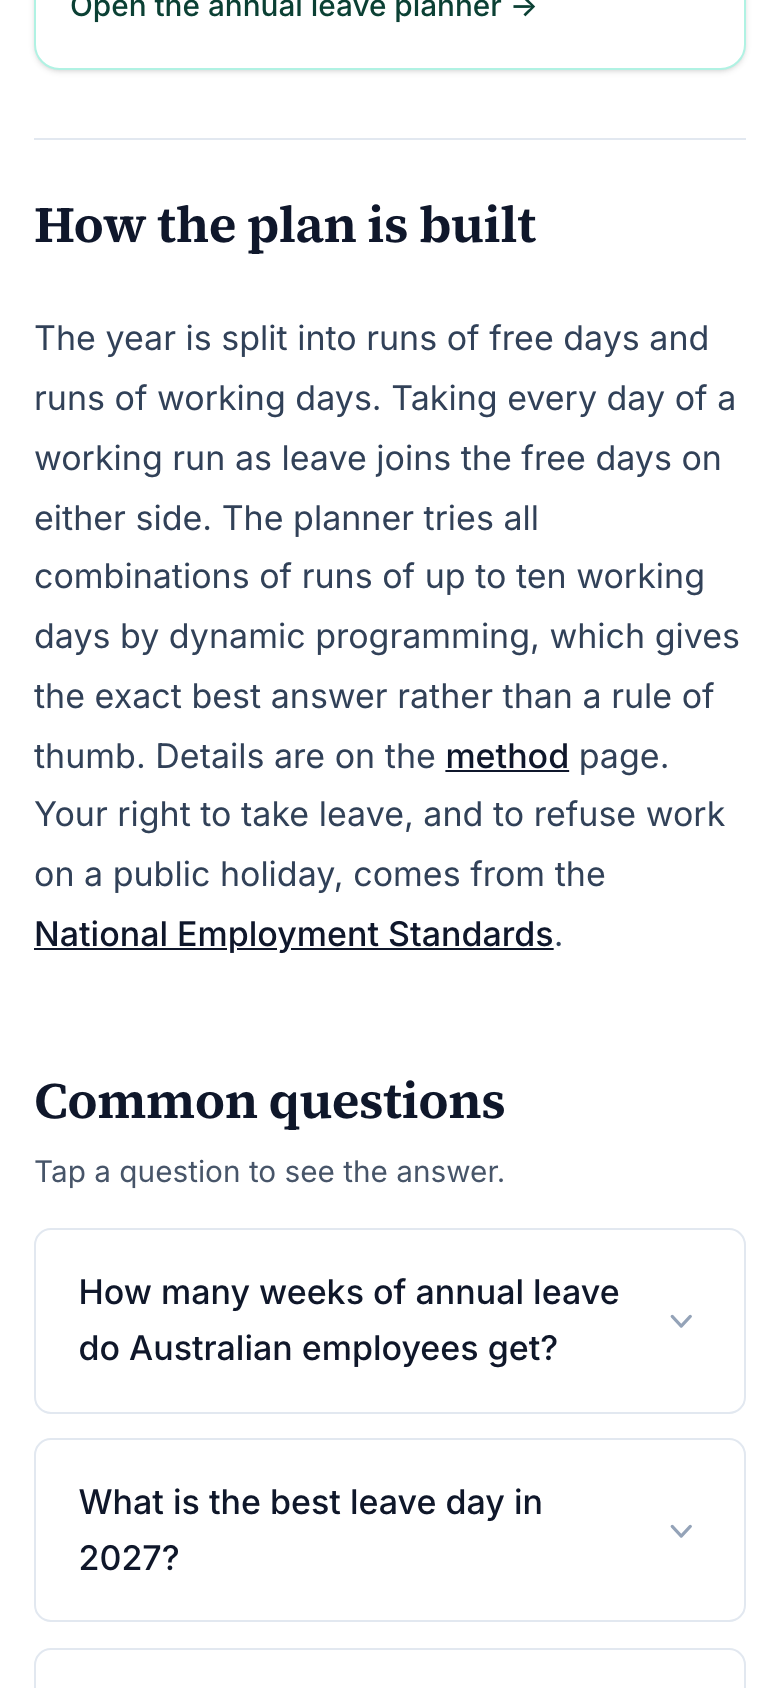 Open the annual leave planner →
How the plan is built
The year is split into runs of free days and
runs of working days. Taking every day of a
working run as leave joins the free days on
either side. The planner tries all
combinations of runs of up to ten working
days by dynamic programming, which gives
the exact best answer rather than a rule of
thumb. Details are on the method page.
Your right to take leave, and to refuse work
on a public holiday, comes from the
National Employment Standards.
Common questions
Tap a question to see the answer.
How many weeks of annual leave
do Australian employees get?
What is the best leave day in
2027?